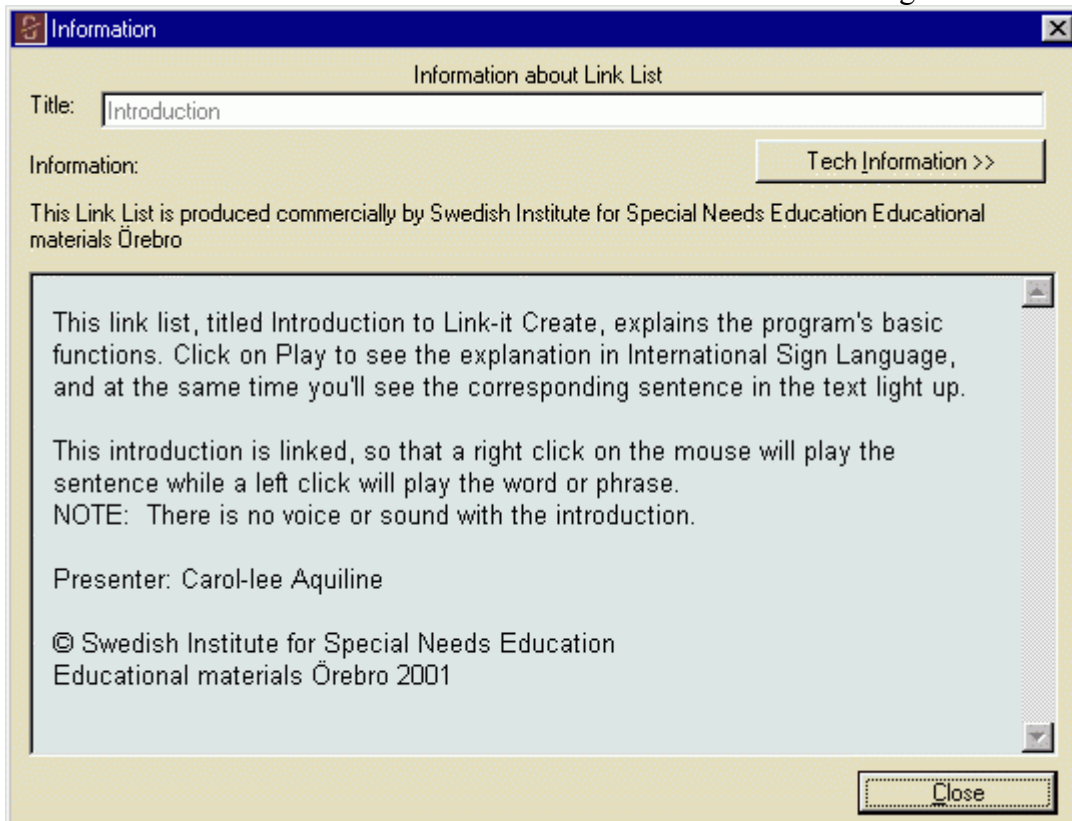 Information
Information about Link List
Title: Introduction
Information:
Tech Information >>
This Link List is produced commercially by Swedish Institute for Special Needs Education Educational
materials Örebro
This link list, titled Introduction to Link-it Create, explains the program's basic
functions. Click on Play to see the explanation in International Sign Language,
and at the same time you'll see the corresponding sentence in the text light up.
This introduction is linked, so that a right click on the mouse will play the
sentence while a left click will play the word or phrase.
NOTE:  There is no voice or sound with the introduction.
Presenter: Carol-lee Aquiline
© Swedish Institute for Special Needs Education
Educational materials Örebro 2001
Close